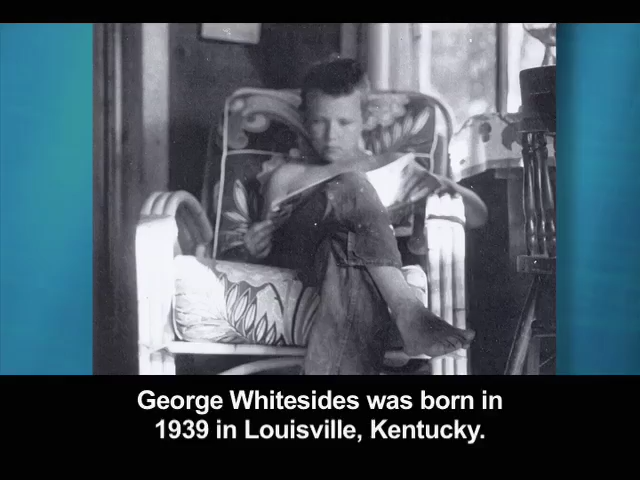 George Whitesides was born in
1939 in Louisville, Kentucky.